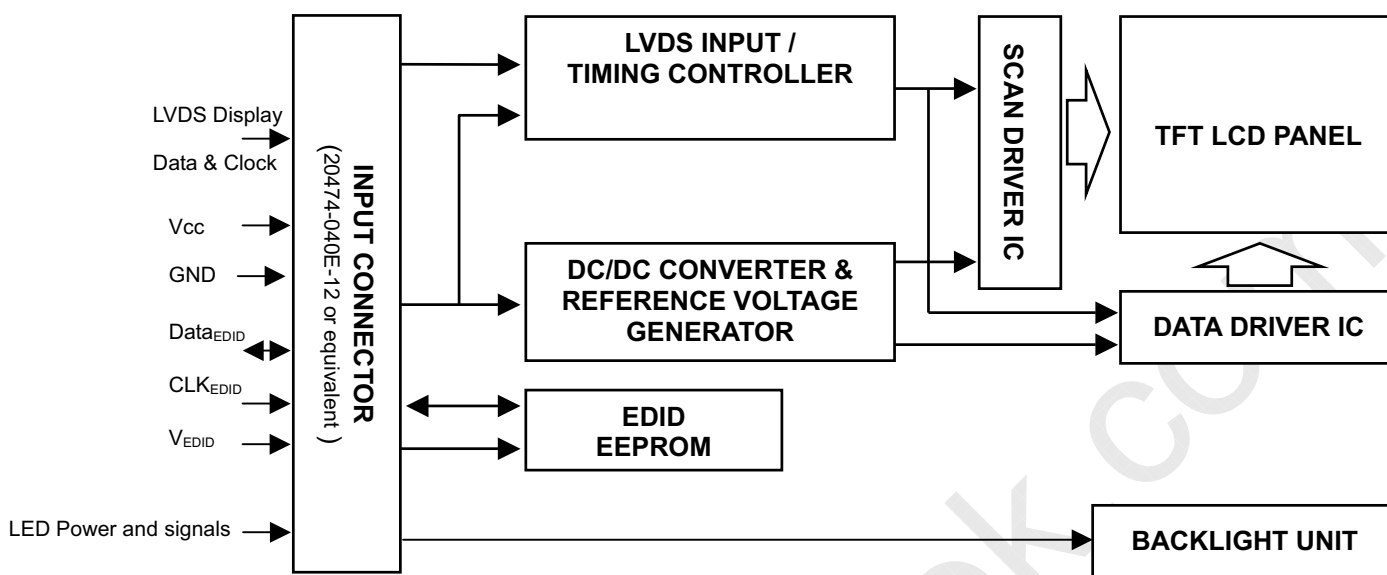 LVDS Display
Data & Clock
Vcc
GND
DataEDID
CLKEDID
VEDID
LED Power and signals
INPUT CONNECTOR
(20474-040E-12 or equivalent )
LVDS INPUT /
TIMING CONTROLLER
DC/DC CONVERTER &
REFERENCE VOLTAGE
GENERATOR
EDID
EEPROM
SCAN DRIVER IC
TFT LCD PANEL
DATA DRIVER IC
BACKLIGHT UNIT